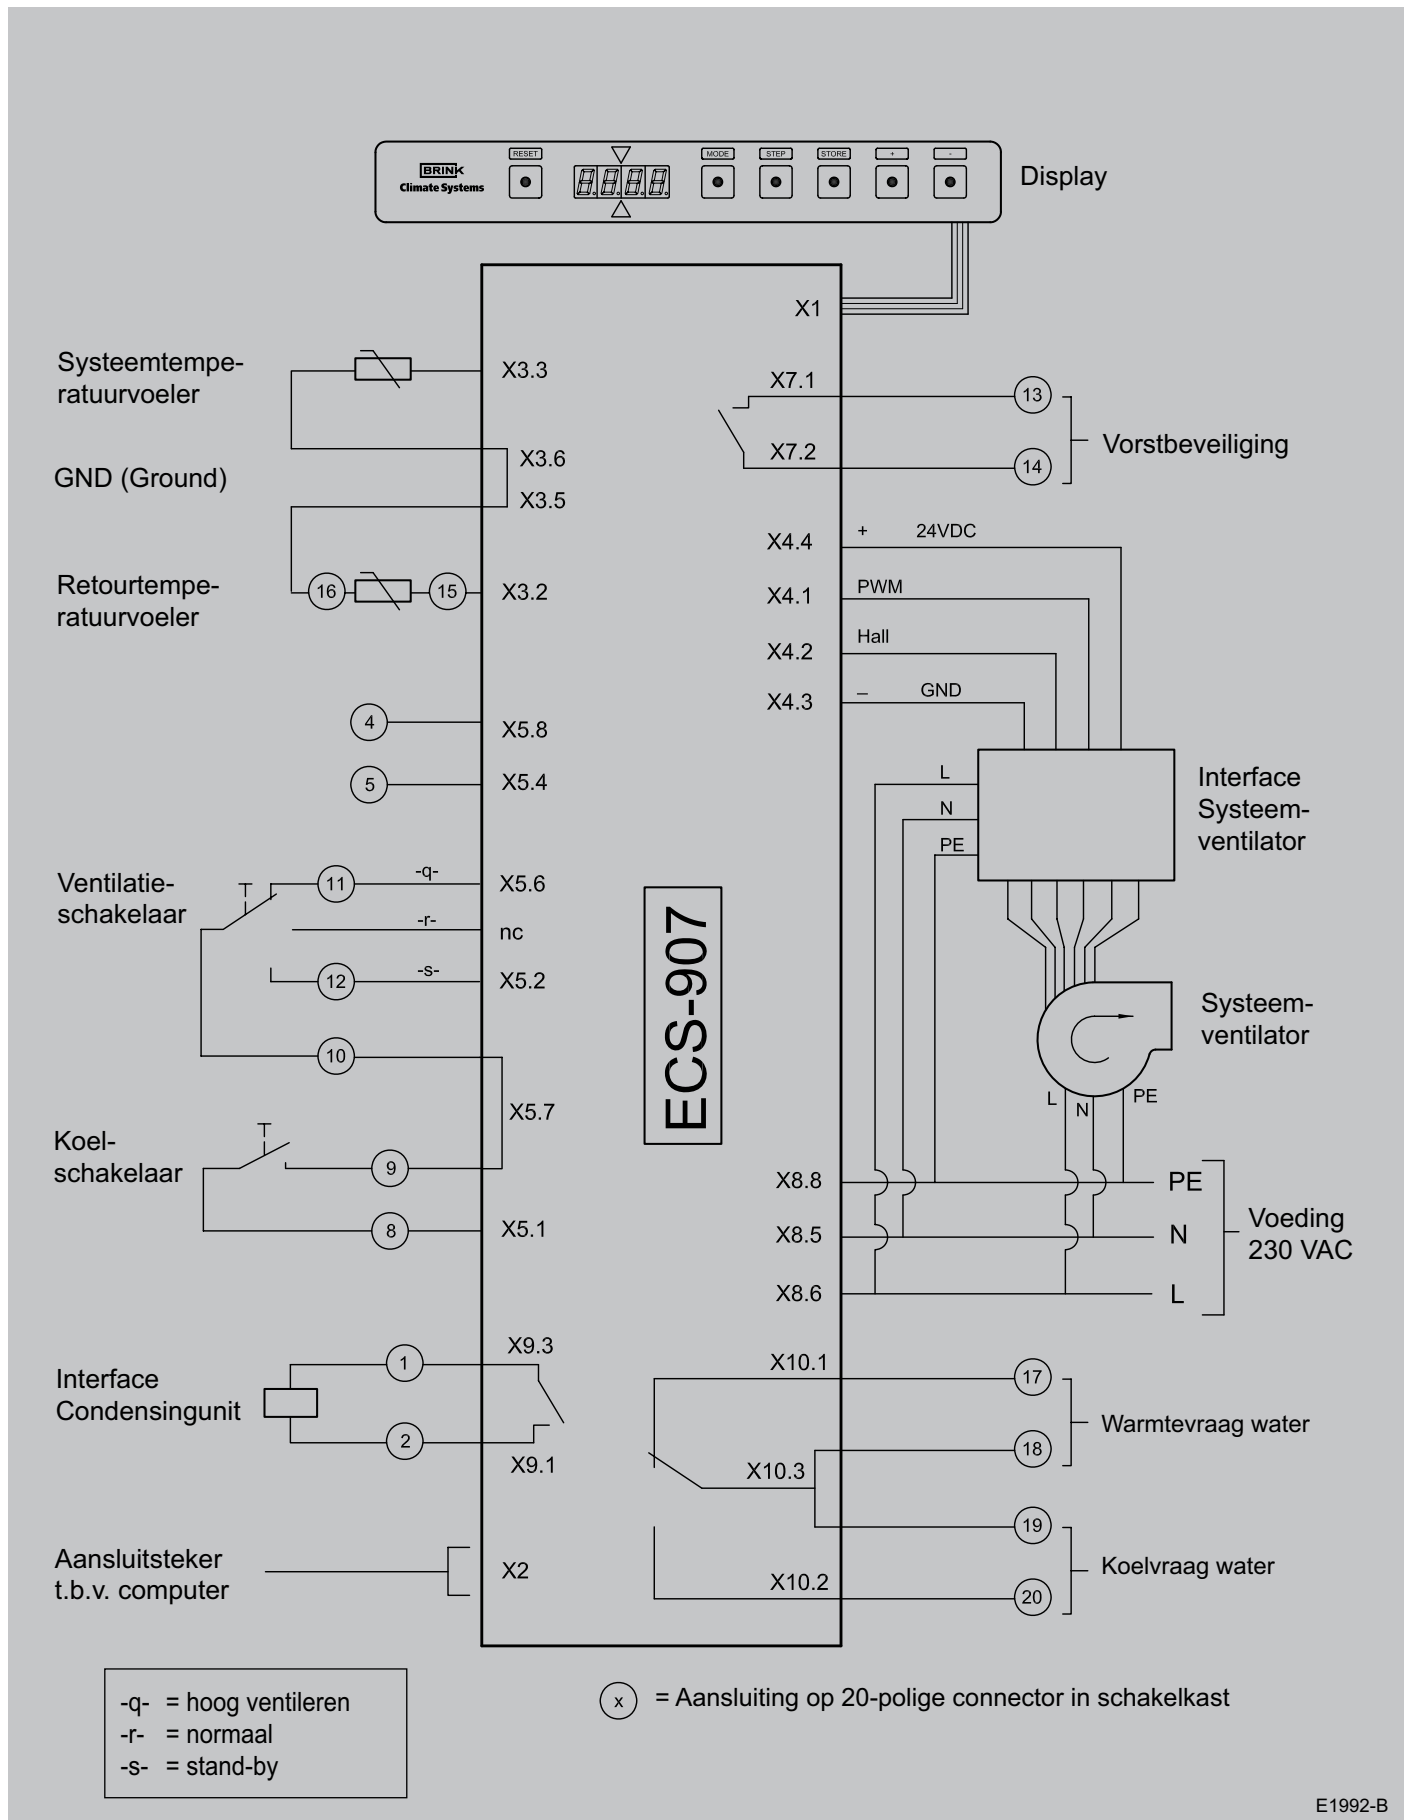 BRINK
Climate Systems
RESET
MODE
STEP
STORE
+
-
Display
X1
Systeemtempe-
ratuurvoeler
X3.3
X7.1
13
X3.6
X7.2
14
Vorstbeveiliging
GND (Ground)
X3.5
X4.4
+ 24VDC
Retourtempe-
ratuurvoeler
16
15
X3.2
X4.1
PWM
X4.2
Hall
X4.3
– GND
4
X5.8
5
X5.4
L
N
PE
Interface
Systeem-
ventilator
Ventilatie-
schakelaar
11
-q-
X5.6
-r-
nc
12
-s-
X5.2
10
ECS-907
Systeem-
ventilator
L
N
PE
X5.7
Koel-
schakelaar
9
8
X5.1
X8.8
PE
X8.5
N
X8.6
L
Voeding
230 VAC
Interface
Condensingunit
1
X9.3
2
X9.1
X10.1
17
18
Warmtevraag water
X10.3
19
X10.2
20
Koelvraag water
Aansluitsteker
t.b.v. computer
X2
-q- = hoog ventileren
-r- = normaal
-s- = stand-by
x = Aansluiting op 20-polige connector in schakelkast
E1992-B